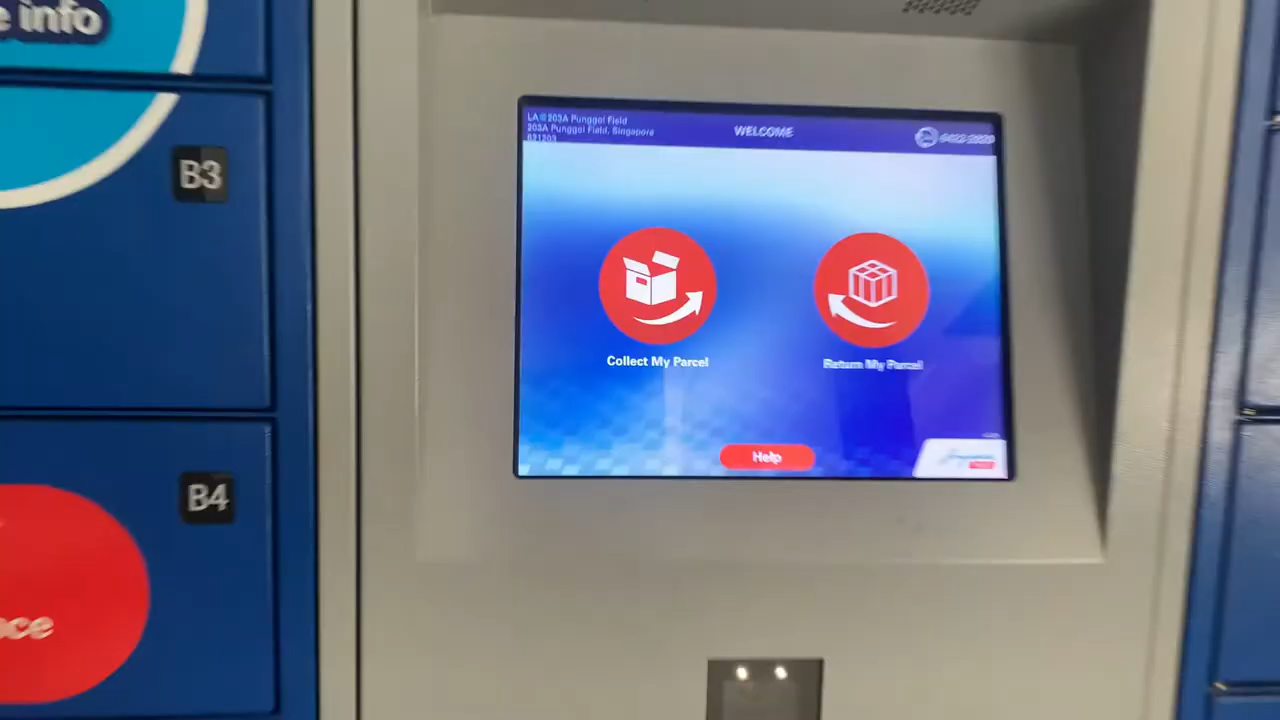 e info
B3
B4
LA@203A Punggol Field
203A Punggol Field, Singapore
821203
WELCOME
Collect My Parcel
Return My Parcel
Help